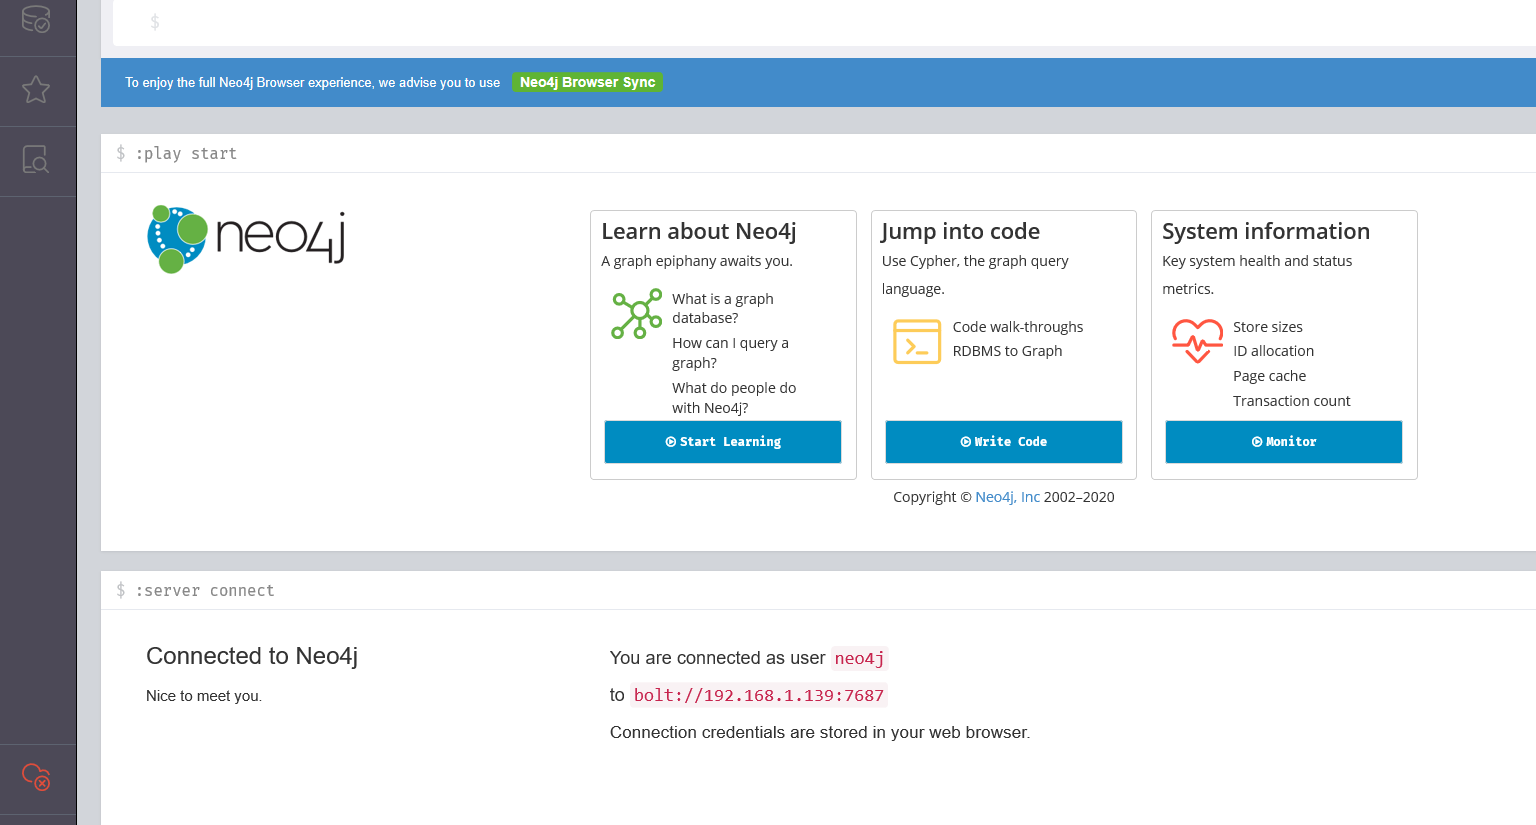 $
To enjoy the full Neo4j Browser experience, we advise you to use Neo4j Browser Sync
$ :play start
neo4j
Learn about Neo4j
A graph epiphany awaits you.
What is a graph
database?
How can I query a
graph?
What do people do
with Neo4j?
Start Learning
Jump into code
Use Cypher, the graph query
language.
Code walk-throughs
RDBMS to Graph
Write Code
System information
Key system health and status
metrics.
Store sizes
ID allocation
Page cache
Transaction count
Monitor
Copyright © Neo4j, Inc 2002–2020
$ :server connect
Connected to Neo4j
Nice to meet you.
You are connected as user neo4j
to bolt://192.168.1.139:7687
Connection credentials are stored in your web browser.